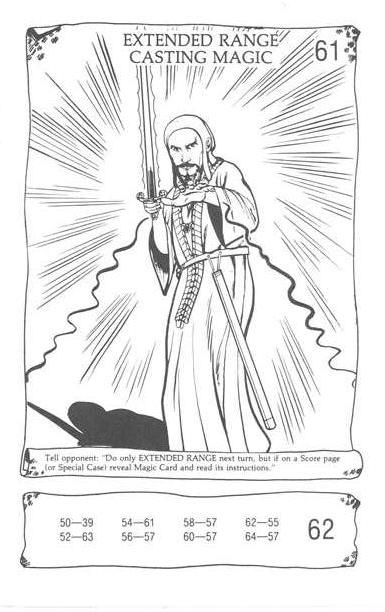 EXTENDED RANGE
CASTING MAGIC
61
Tell opponent: "Do only EXTENDED RANGE next turn, but if on a Score page
(or Special Case) reveal Magic Card and read its instructions."
50—39 54—61 58—57 62—55
52—63 56—57 60—57 64—57
62